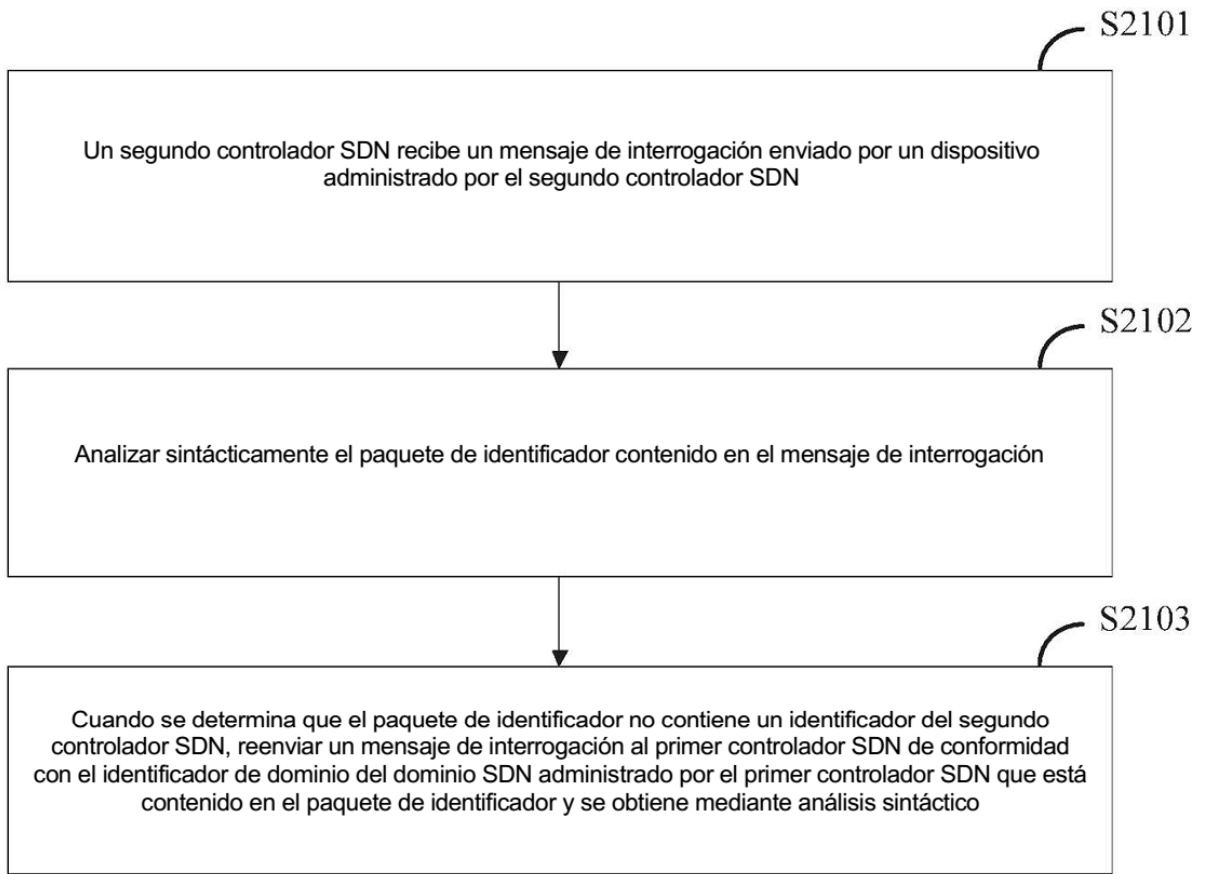 S2101
Un segundo controlador SDN recibe un mensaje de interrogación enviado por un dispositivo
administrado por el segundo controlador SDN
S2102
Analizar sintácticamente el paquete de identificador contenido en el mensaje de interrogación
S2103
Cuando se determina que el paquete de identificador no contiene un identificador del segundo
controlador SDN, reenviar un mensaje de interrogación al primer controlador SDN de conformidad
con el identificador de dominio del dominio SDN administrado por el primer controlador SDN que está
contenido en el paquete de identificador y se obtiene mediante análisis sintáctico